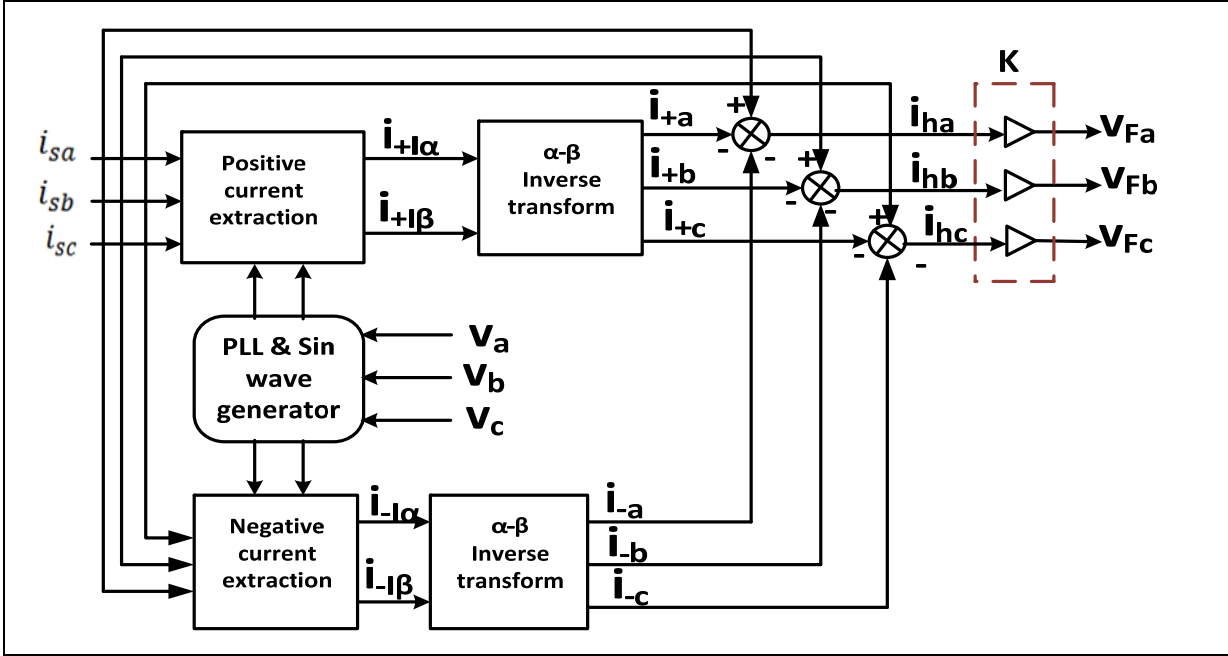 K
i+a
+
iha
vFa
-
-
isa
Positive
current
extraction
i+Iα
α-β
Inverse
transform
i+b
+
ihb
vFb
-
-
isb
i+Iβ
i+c
+
ihc
vFc
-
-
isc
PLL & Sin
wave
generator
va
vb
vc
Negative
current
extraction
i-Iα
α-β
Inverse
transform
i-a
i-b
i-Iβ
i-c